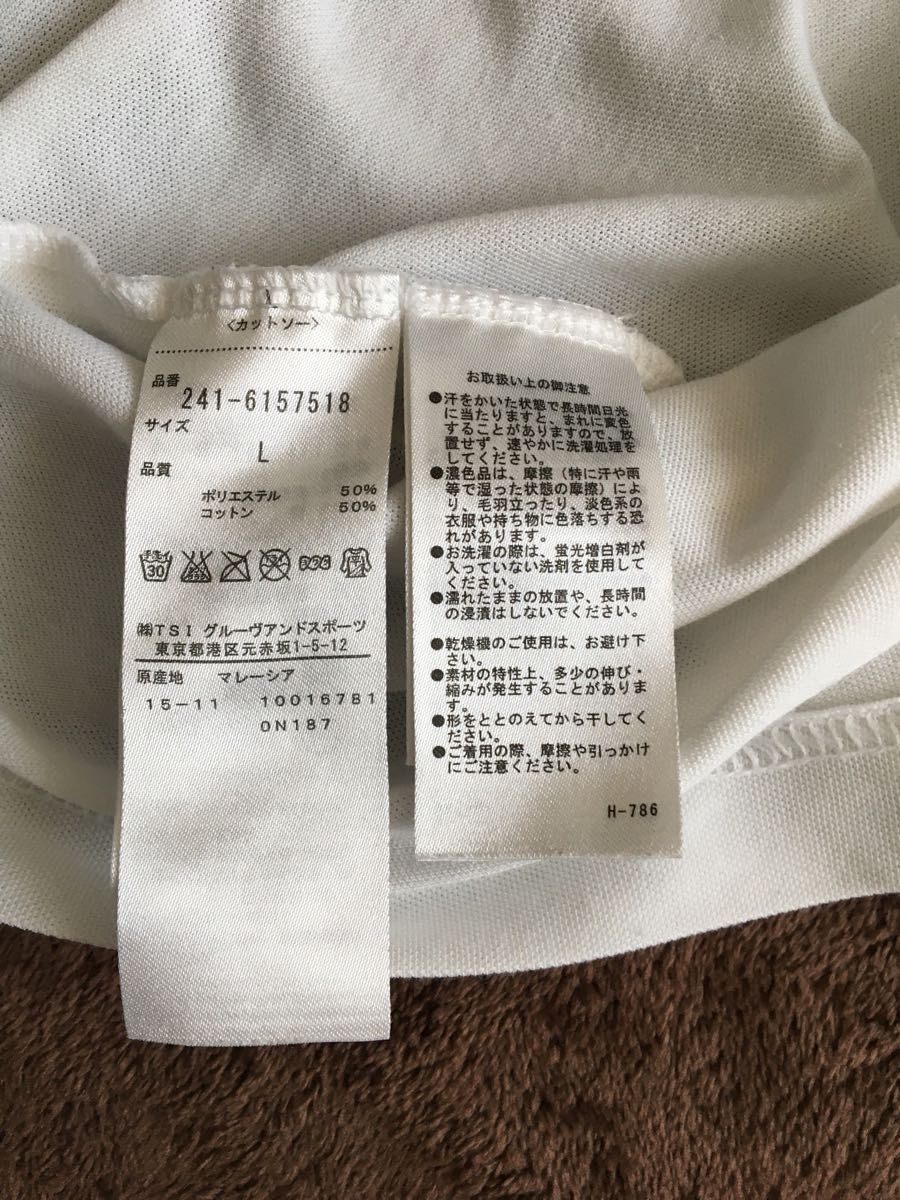 〈カットソー〉
品番
241-6157518
サイズ
L
品質
ポリエステル 50%
コットン 50%
手洗イ
30
㈱TSI グルーヴアンドスポーツ
東京都港区元赤坂1-5-12
原産地 マレーシア
15-11 10016781
0N187
お取扱い上の御注意
●汗をかいた状態で長時間日光
に当たりますと、まれに変色
することがありますので、放
置せず、速やかに洗濯処理を
してください。
●濃色品は、摩擦(特に汗や雨
等で湿った状態の摩擦)によ
り、毛羽立ったり、淡色系の
衣服や持ち物に色落ちする恐
れがあります。
●お洗濯の際は、蛍光増白剤が
入っていない洗剤を使用して
ください。
●濡れたままの放置や、長時間
の浸漬はしないでください。
●乾燥機のご使用は、お避け下
さい。
●素材の特性上、多少の伸び・
縮みが発生することがありま
す。
●形をととのえてから干してく
ださい。
●ご着用の際、摩擦や引っかけ
にご注意ください。
H-786